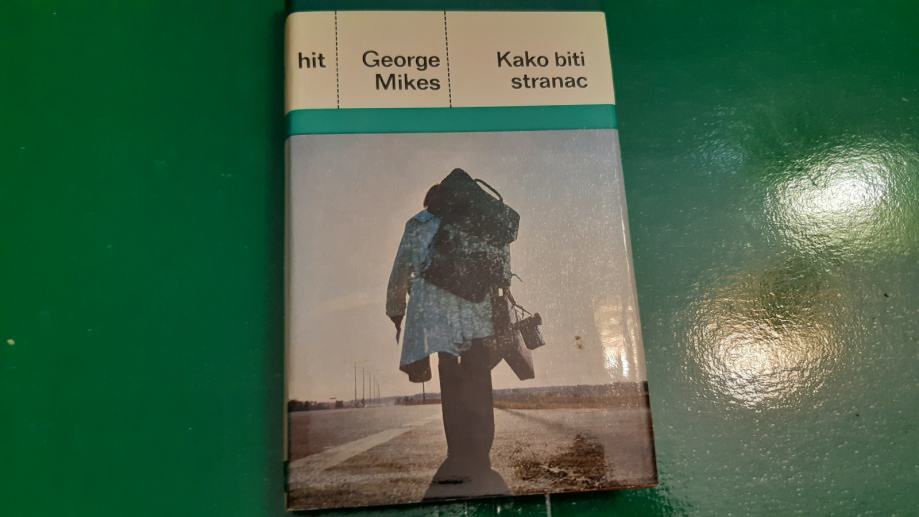 hit
George
Mikes
Kako biti
stranac